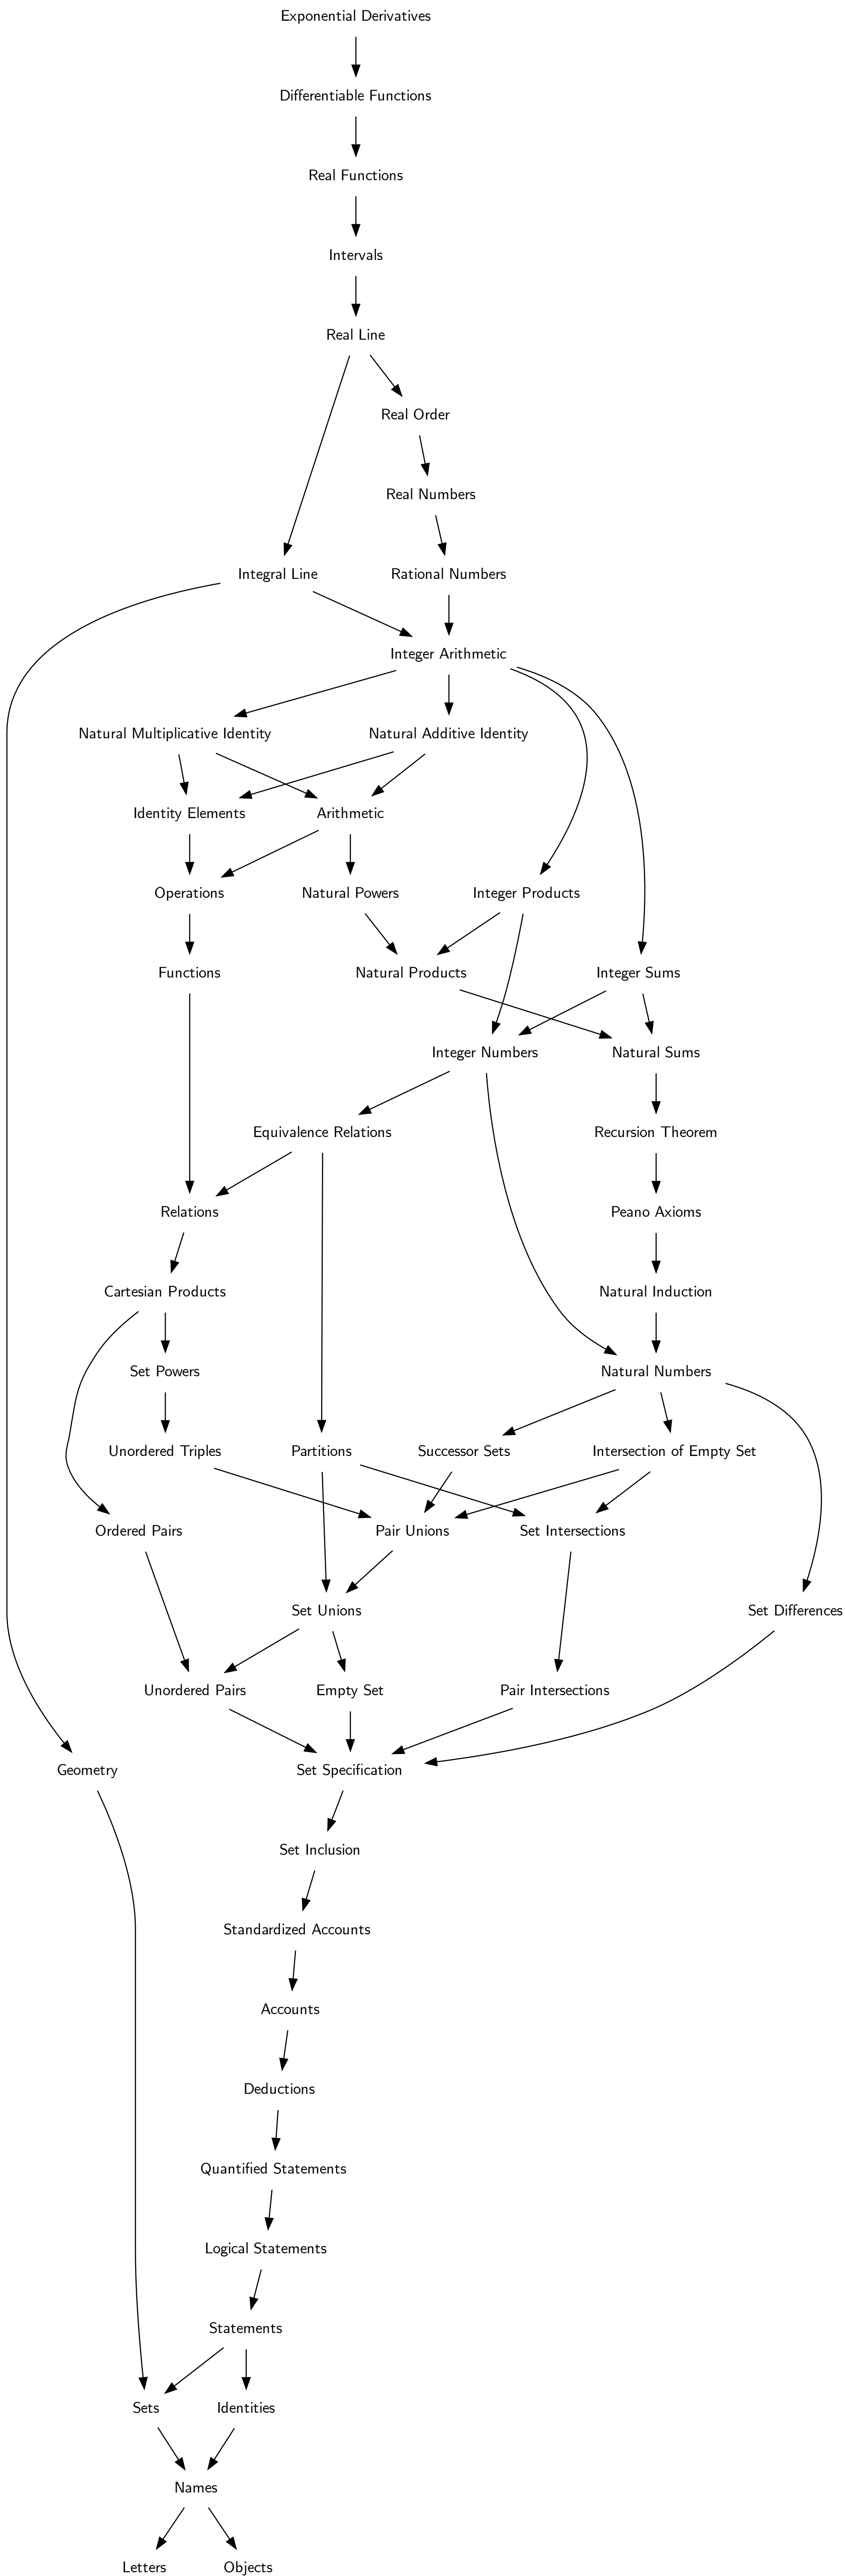 Exponential Derivatives
Differentiable Functions
Real Functions
Intervals
Real Line
Real Order
Real Numbers
Integral Line
Rational Numbers
Integer Arithmetic
Natural Multiplicative Identity
Natural Additive Identity
Identity Elements
Arithmetic
Operations
Natural Powers
Integer Products
Functions
Natural Products
Integer Sums
Integer Numbers
Natural Sums
Equivalence Relations
Recursion Theorem
Relations
Peano Axioms
Cartesian Products
Natural Induction
Set Powers
Natural Numbers
Unordered Triples
Partitions
Successor Sets
Intersection of Empty Set
Ordered Pairs
Pair Unions
Set Intersections
Set Unions
Set Differences
Unordered Pairs
Empty Set
Pair Intersections
Geometry
Set Specification
Set Inclusion
Standardized Accounts
Accounts
Deductions
Quantified Statements
Logical Statements
Statements
Sets
Identities
Names
Letters
Objects